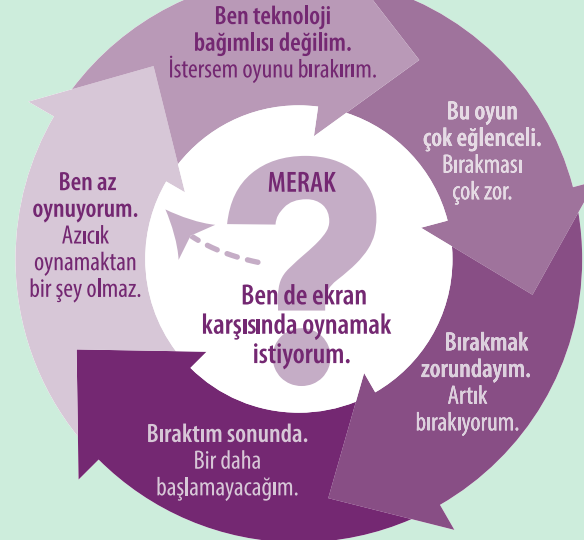 Ben teknoloji
bağımlısı değilim.
İstersem oyunu bırakırım.
Bu oyun
çok eğlenceli.
Bırakması
çok zor.
Bırakmak
zorundayım.
Artık
bırakıyorum.
Bıraktım sonunda.
Bir daha
başlamayacağım.
Ben az
oynuyorum.
Azıcık
oynamaktan
bir şey olmaz.
MERAK
?
Ben de ekran
karşısında oynamak
istiyorum.